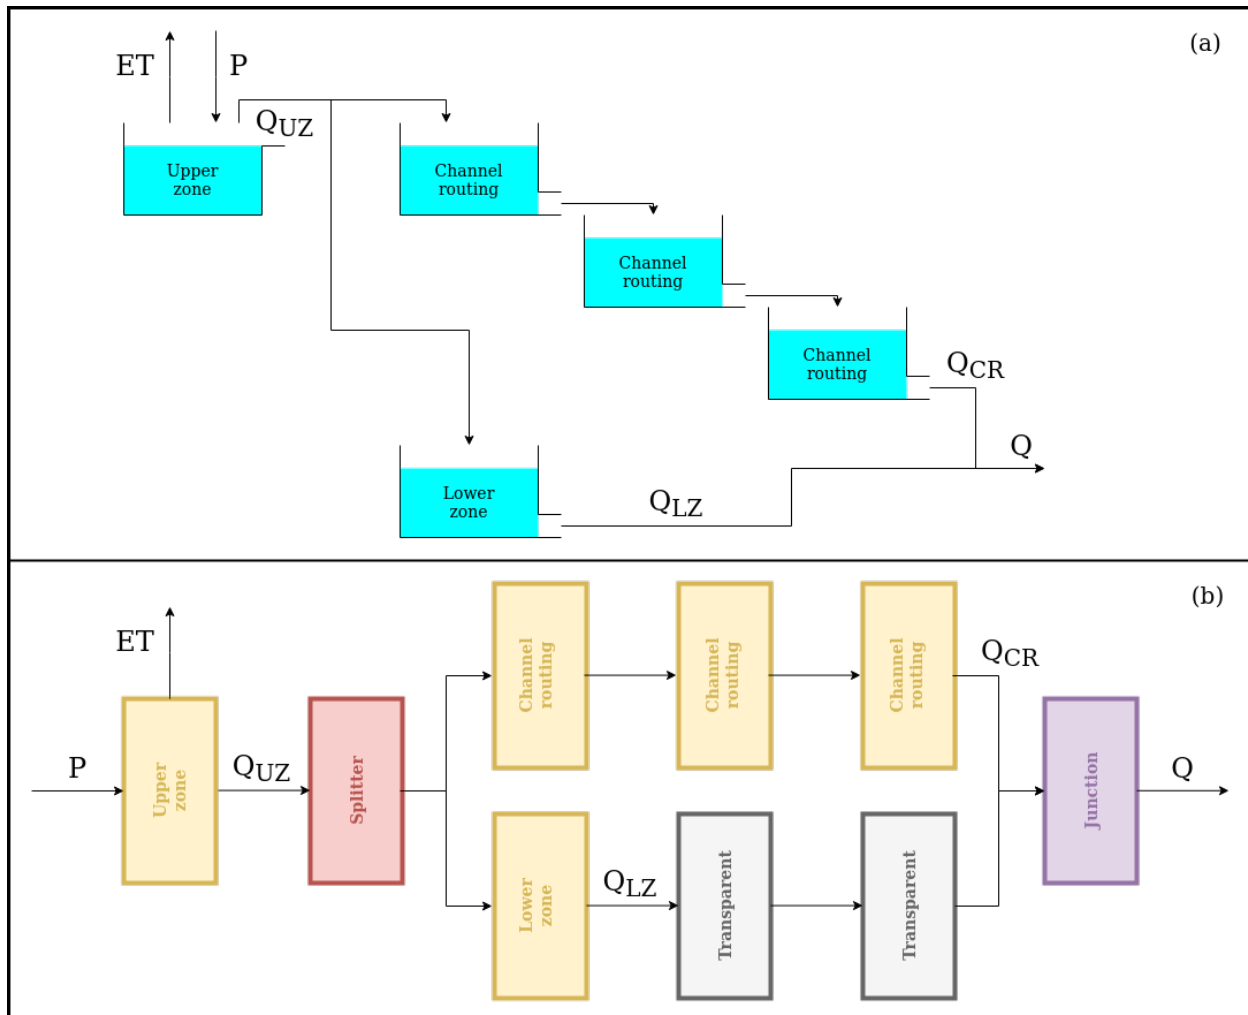 (a)
ET
P
QUZ
Upper
zone
Channel
routing
Channel
routing
Channel
routing
QCR
Q
Lower
zone
QLZ
(b)
ET
P
Upper
zone
QUZ
Splitter
Channel
routing
Channel
routing
Channel
routing
QCR
Lower
zone
QLZ
Transparent
Transparent
Junction
Q